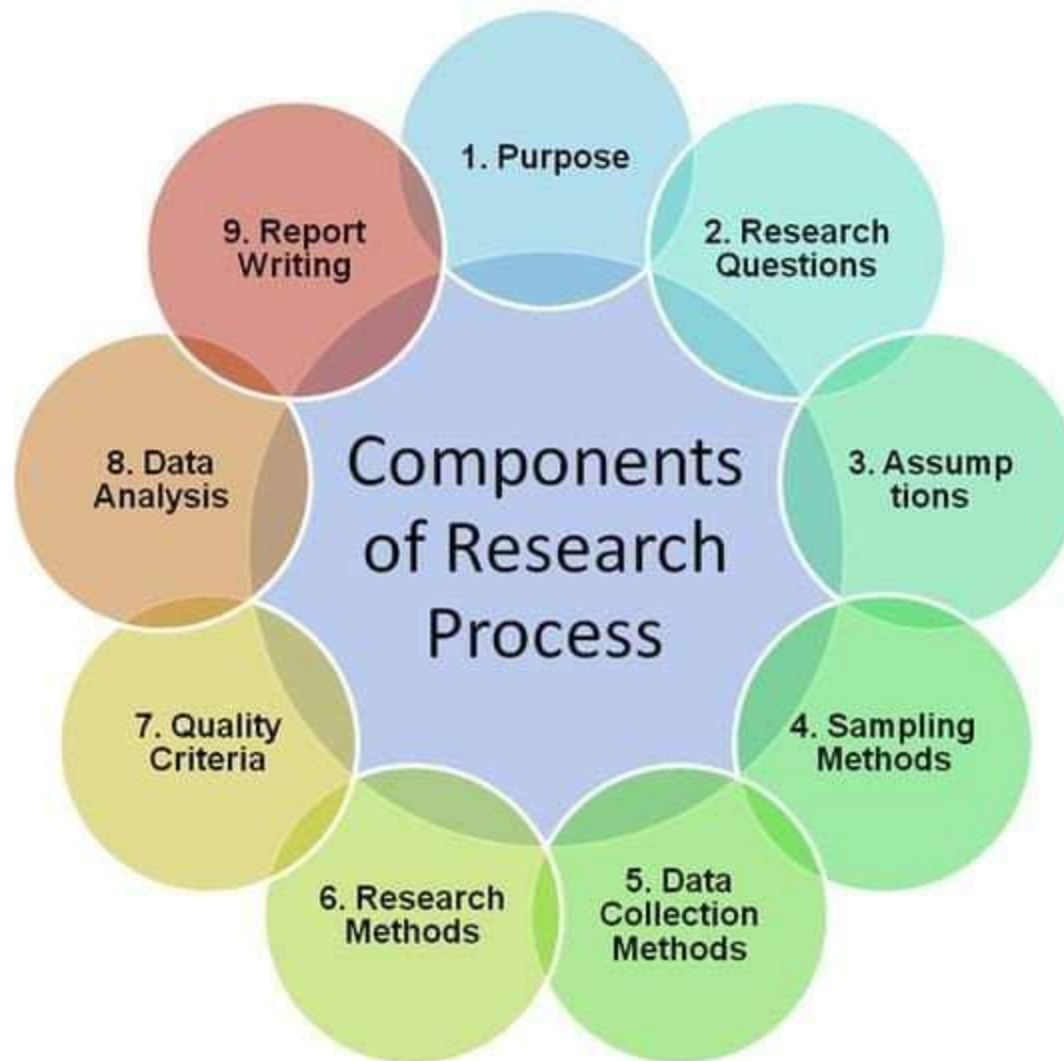 Components
of Research
Process
1. Purpose
2. Research
Questions
3. Assump
tions
4. Sampling
Methods
5. Data
Collection
Methods
6. Research
Methods
7. Quality
Criteria
8. Data
Analysis
9. Report
Writing